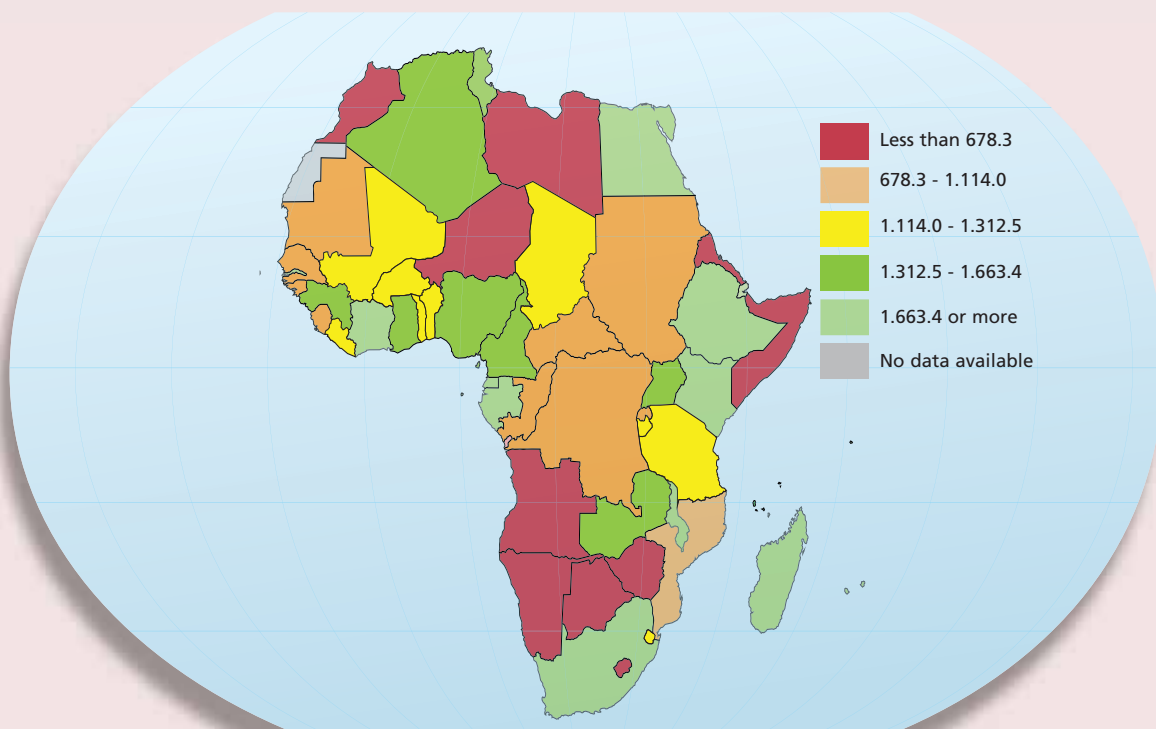 Less than 678.3
678.3 - 1.114.0
1.114.0 - 1.312.5
1.312.5 - 1.663.4
1.663.4 or more
No data available